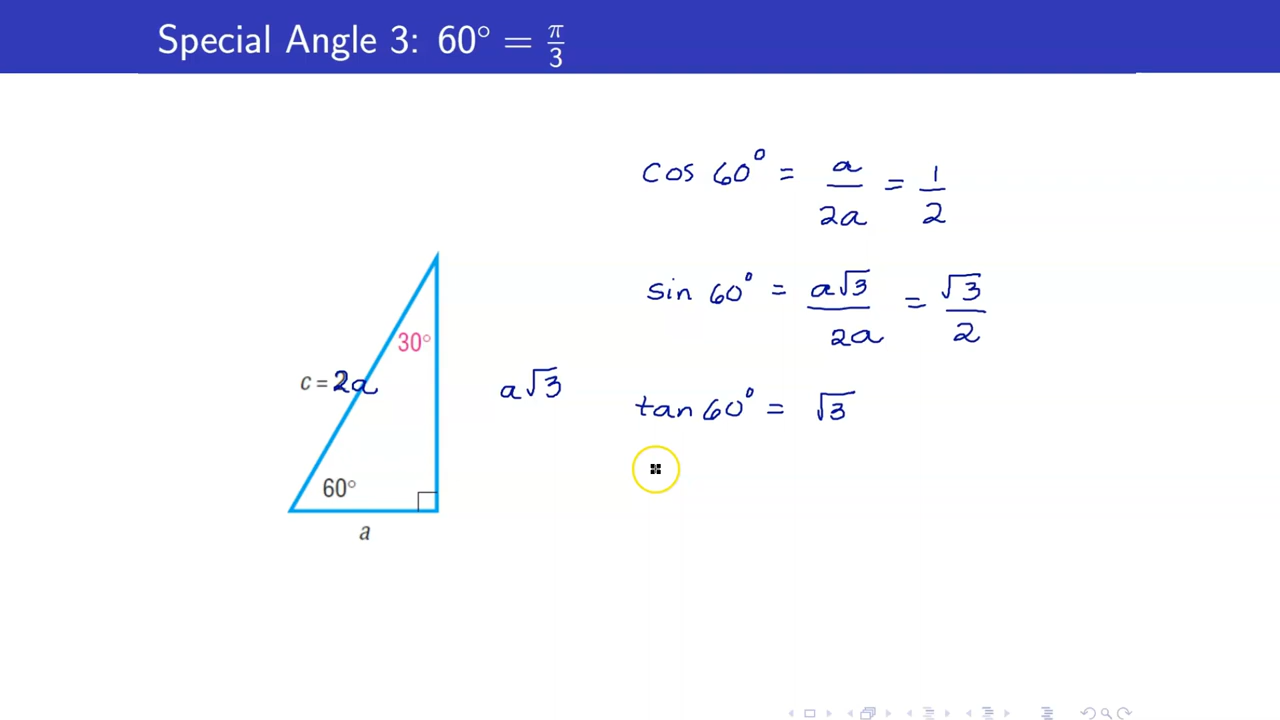 Special Angle 3: 60° = π/3
cos 60° = a/2a = 1/2
sin 60° = a√3/2a = √3/2
30°
c = 2a
a√3
tan 60° = √3
60°
a